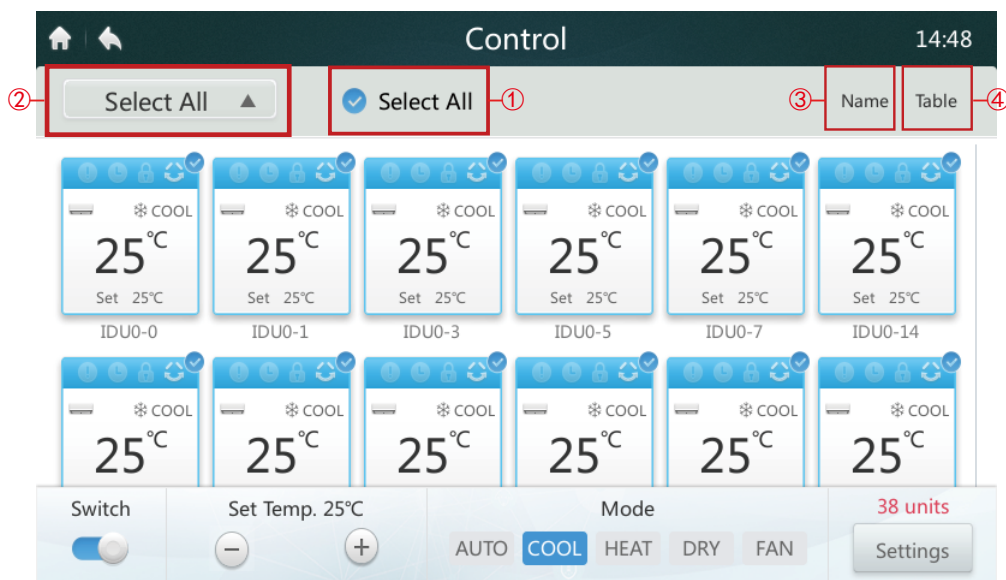 Control 14:48
② Select All ▲ Select All ① ③ Name Table ④
COOL COOL COOL COOL COOL COOL
25℃ 25℃ 25℃ 25℃ 25℃ 25℃
Set 25℃ Set 25℃ Set 25℃ Set 25℃ Set 25℃ Set 25℃
IDU0-0 IDU0-1 IDU0-3 IDU0-5 IDU0-7 IDU0-14
COOL COOL COOL COOL COOL COOL
25℃ 25℃ 25℃ 25℃ 25℃ 25℃
Switch Set Temp. 25℃ Mode 38 units
− + AUTO COOL HEAT DRY FAN Settings